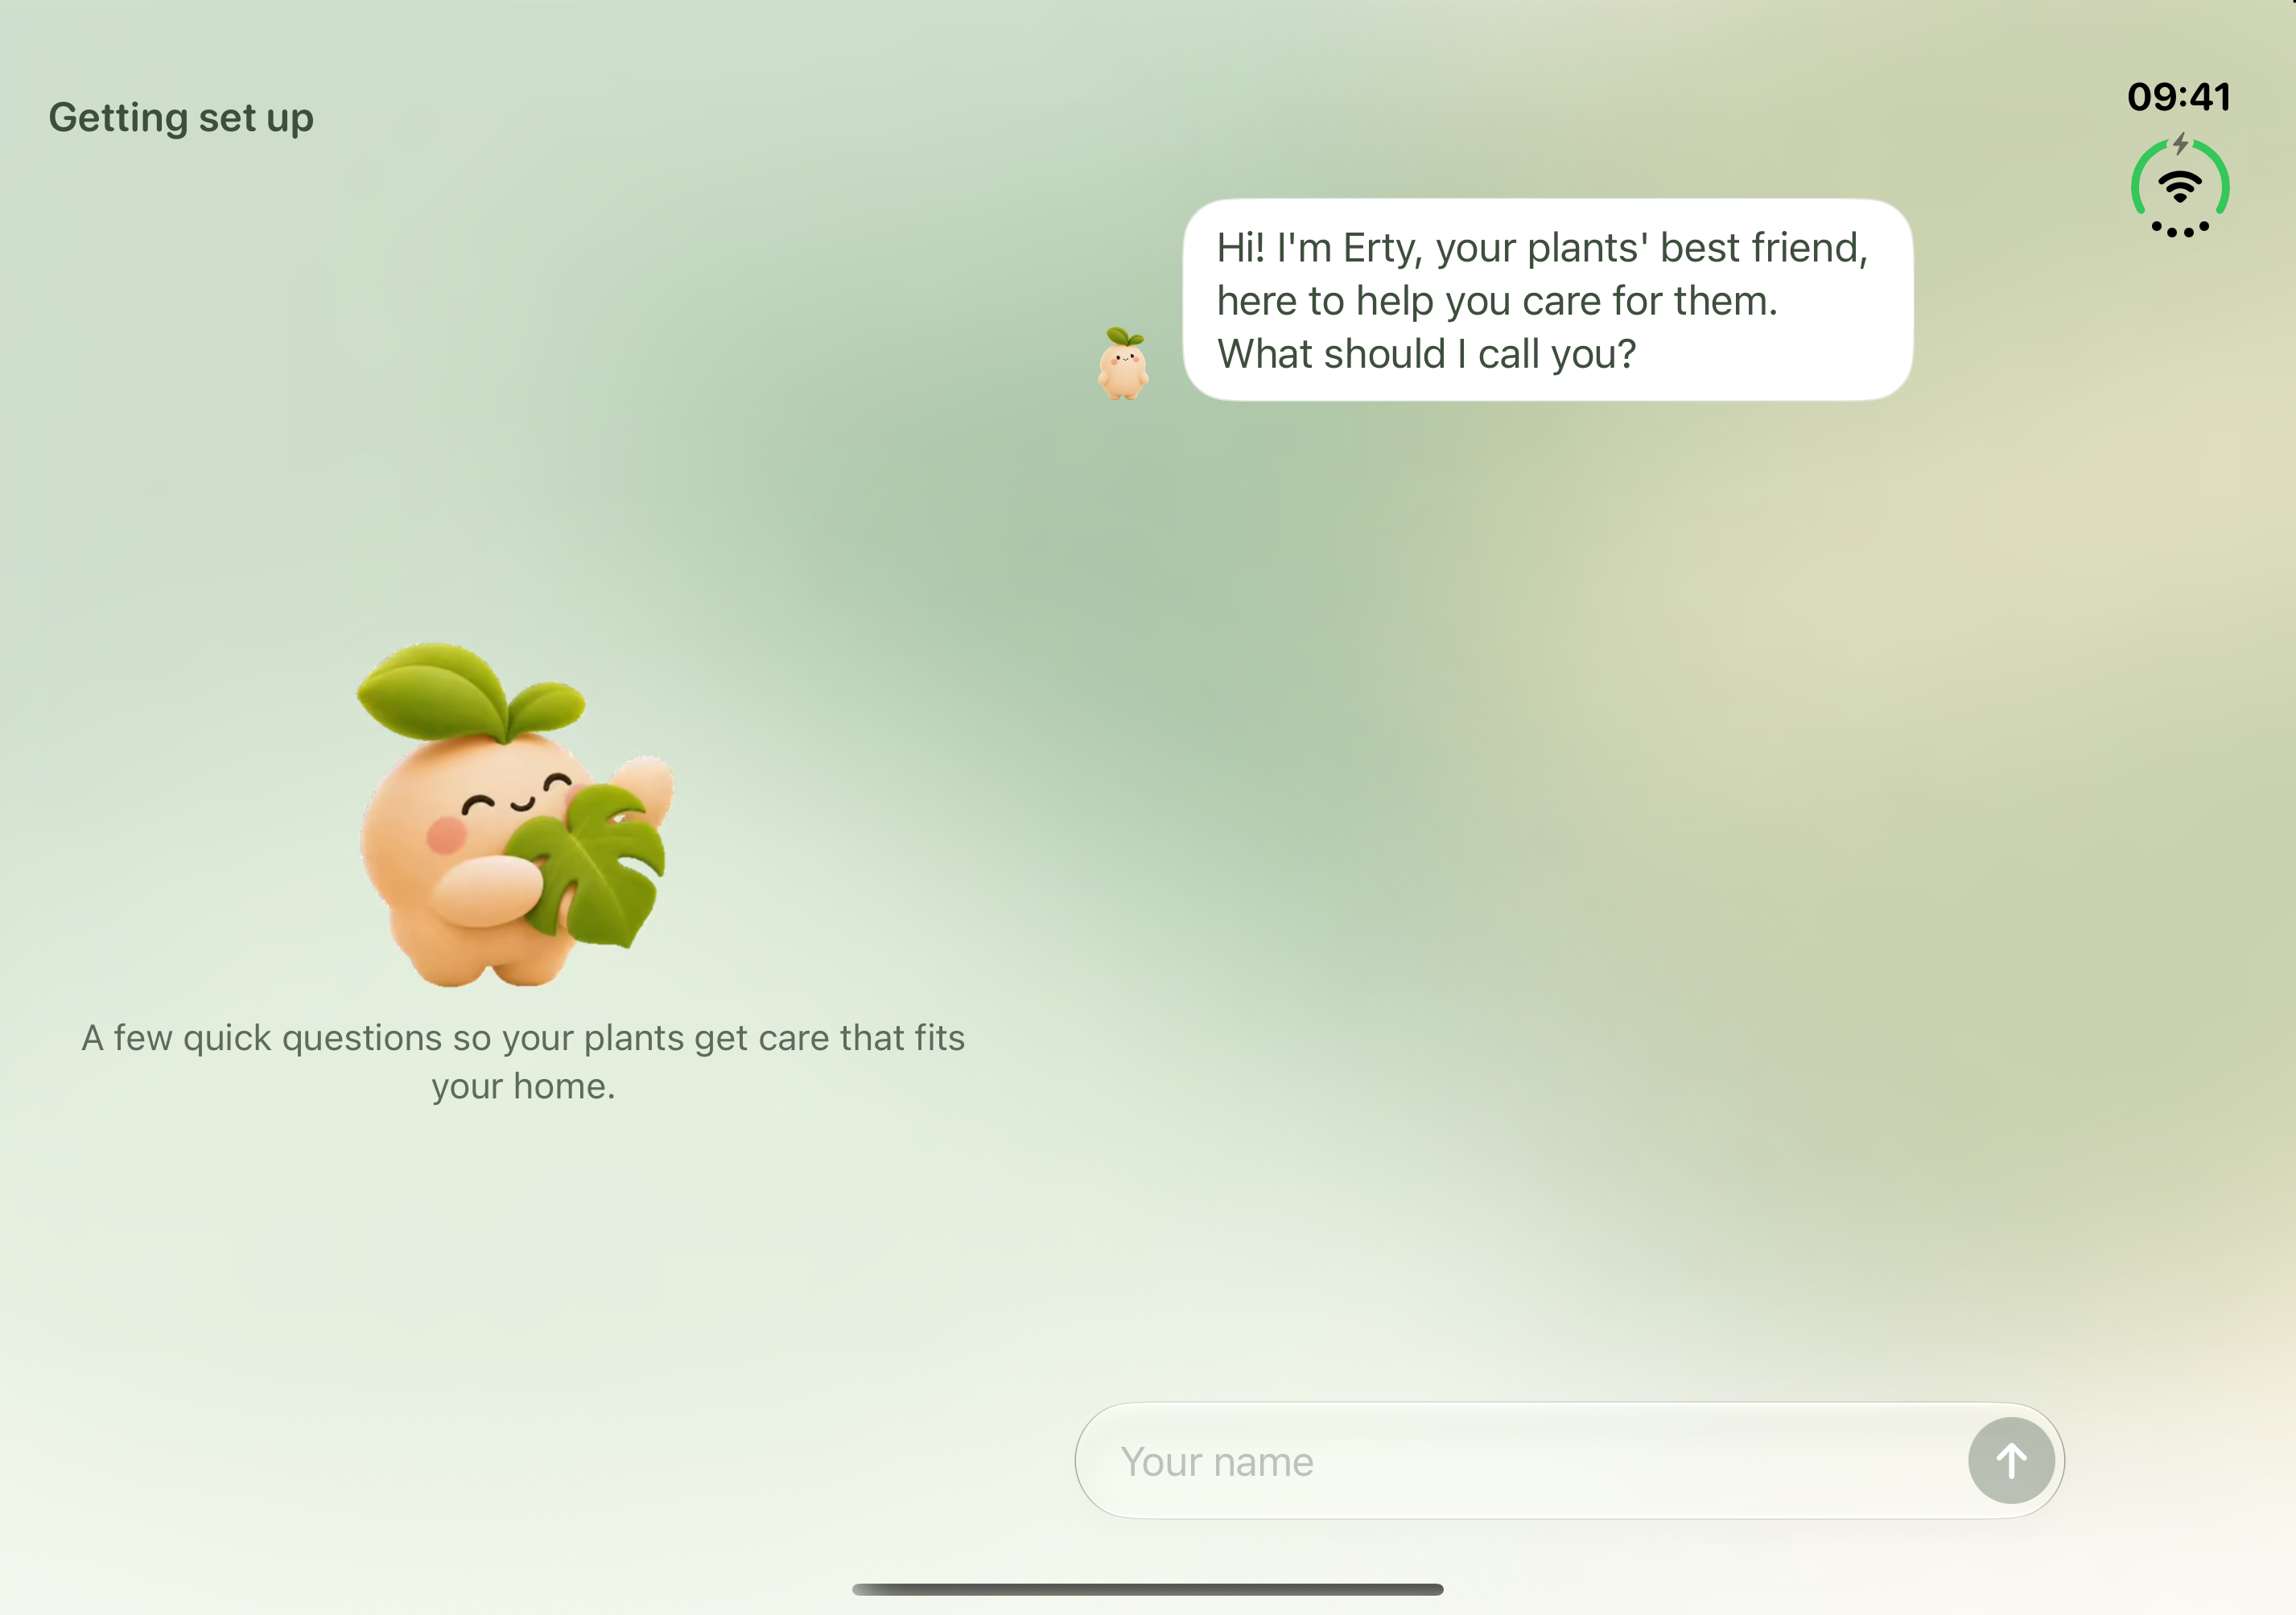 Getting set up
09:41
Hi! I'm Erty, your plants' best friend,
here to help you care for them.
What should I call you?
A few quick questions so your plants get care that fits
your home.
Your name